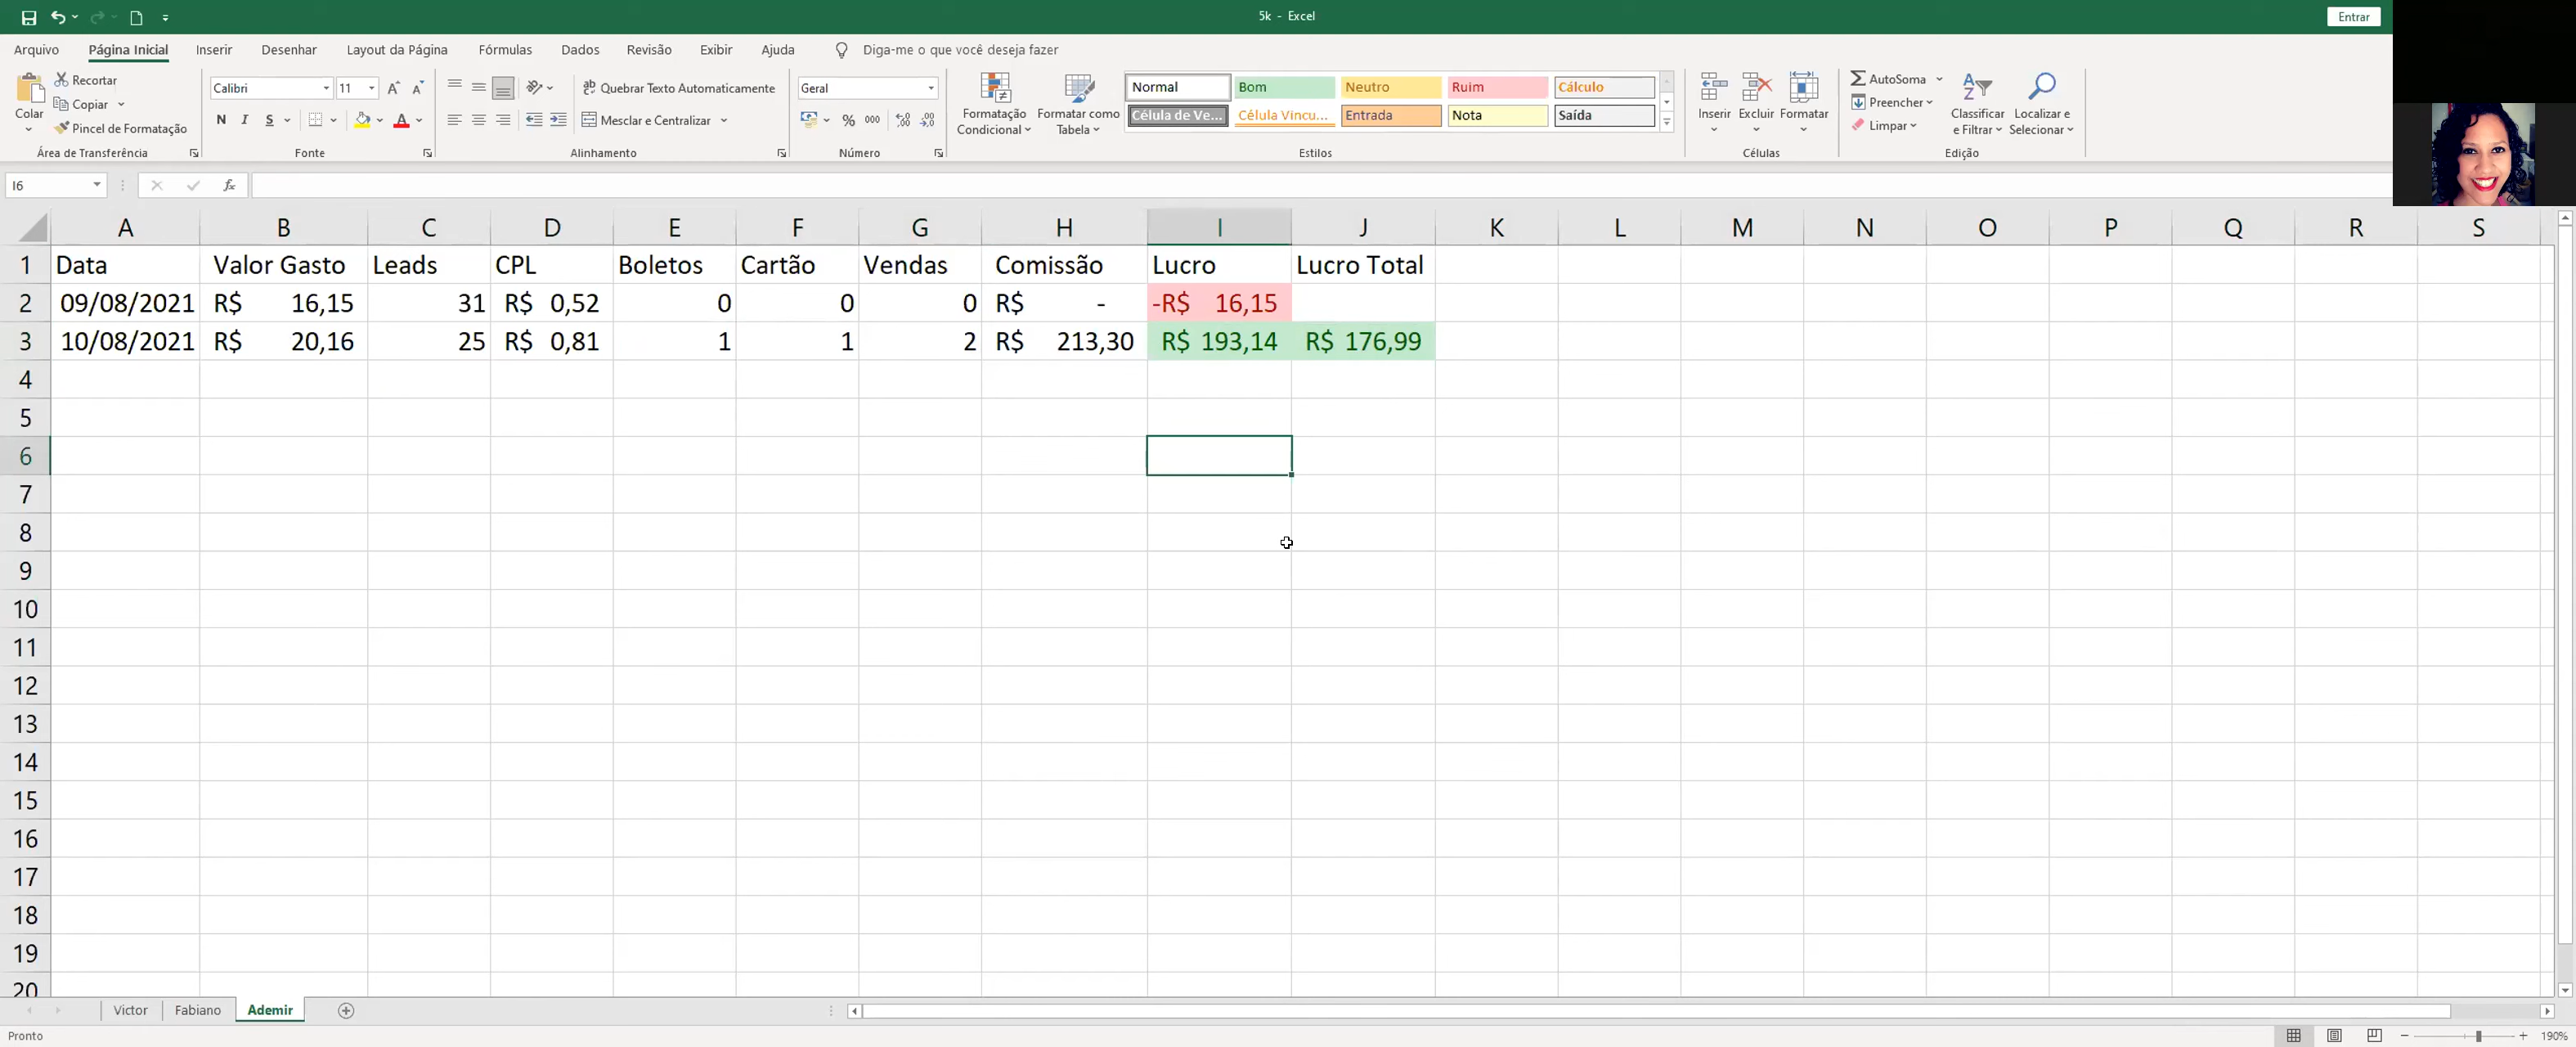 5k - Excel
Entrar
Arquivo Página Inicial Inserir Desenhar Layout da Página Fórmulas Dados Revisão Exibir Ajuda Diga-me o que você deseja fazer
Colar
Recortar
Copiar
Pincel de Formatação
Área de Transferência
Calibri 11
N I S
Fonte
Quebrar Texto Automaticamente
Mesclar e Centralizar
Alinhamento
Geral
% 000
Número
Formatação Condicional
Formatar como Tabela
Normal Bom Neutro Ruim Cálculo
Célula de Ve... Célula Vincu... Entrada Nota Saída
Estilos
Inserir Excluir Formatar
Células
AutoSoma
Preencher
Limpar
Classificar e Filtrar
Localizar e Selecionar
Edição
I6 fx
A B C D E F G H I J K L M N O P Q R S
1 Data Valor Gasto Leads CPL Boletos Cartão Vendas Comissão Lucro Lucro Total
2 09/08/2021 R$ 16,15 31 R$ 0,52 0 0 0 R$ - -R$ 16,15
3 10/08/2021 R$ 20,16 25 R$ 0,81 1 1 2 R$ 213,30 R$ 193,14 R$ 176,99
4
5
6
7
8
9
10
11
12
13
14
15
16
17
18
19
20
Victor Fabiano Ademir
Pronto
190%